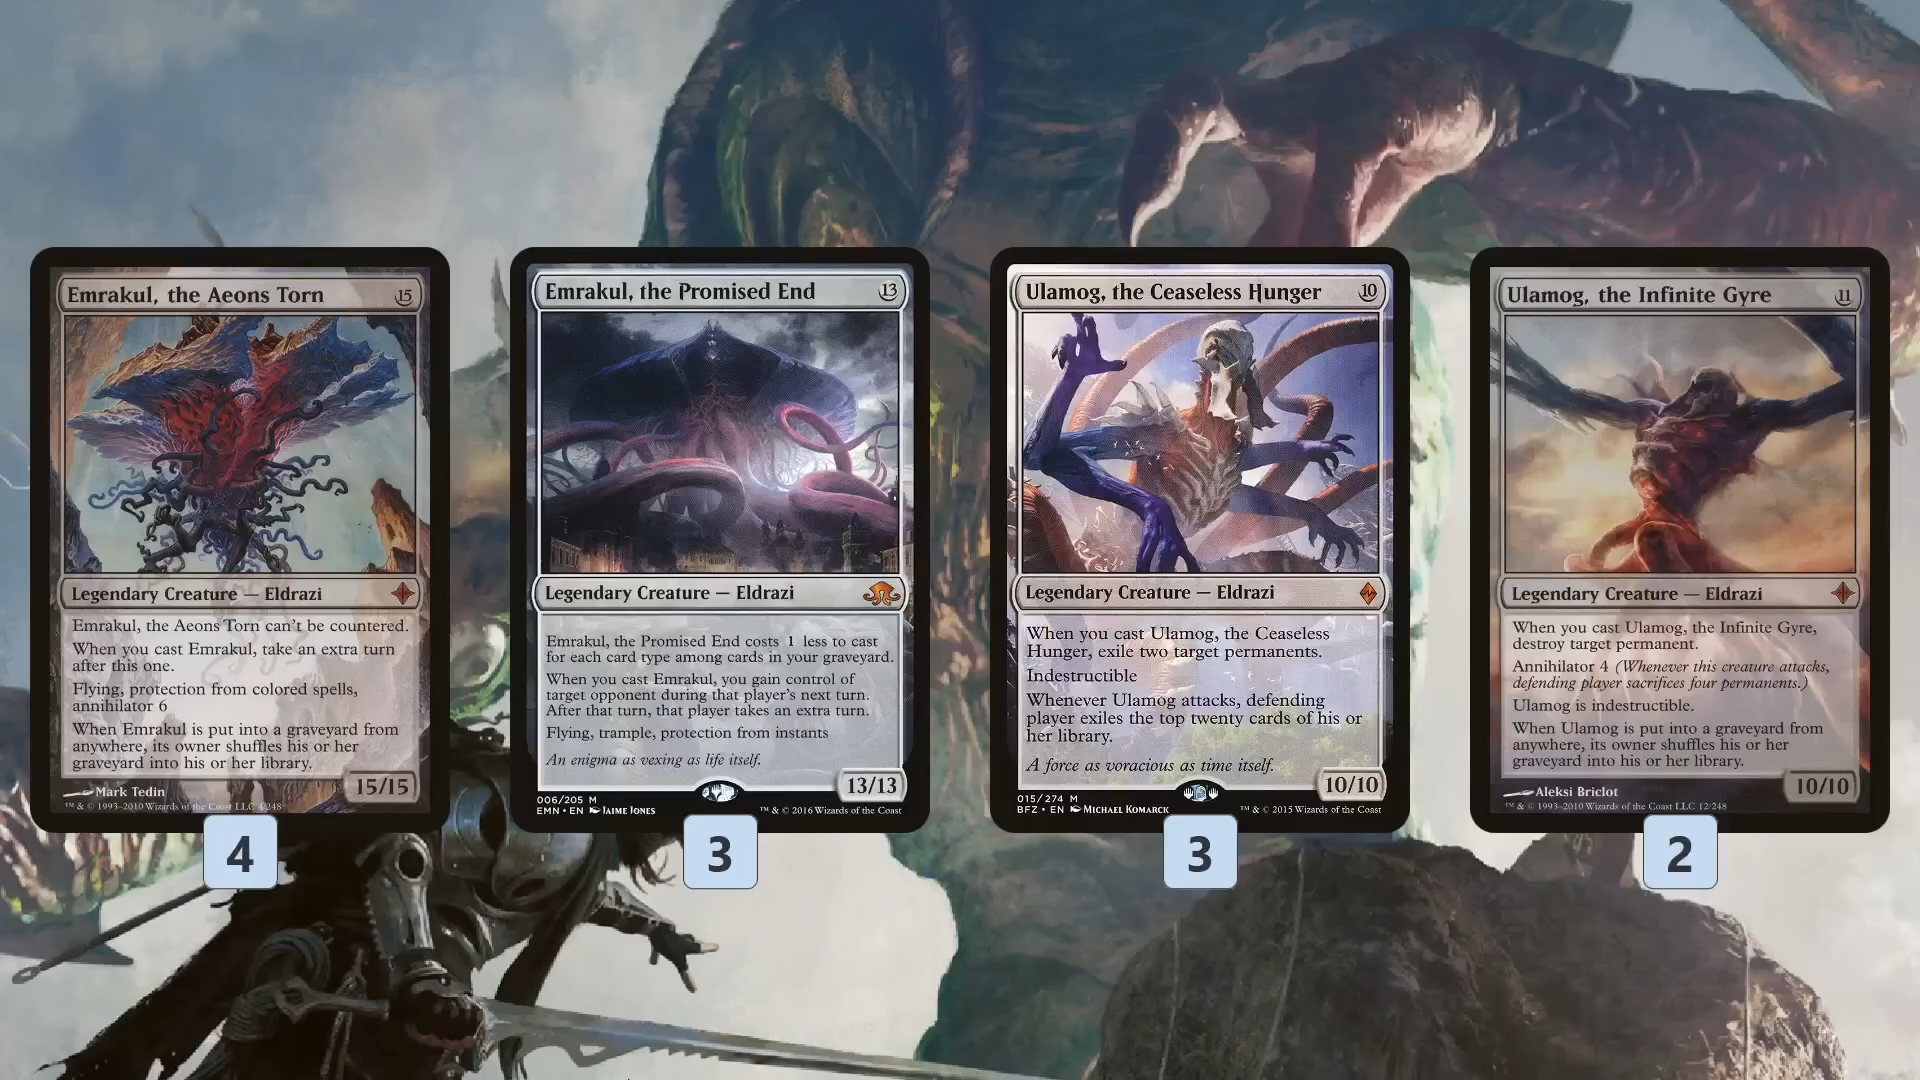 Emrakul, the Aeons Torn 15
Legendary Creature — Eldrazi
Emrakul, the Aeons Torn can't be countered.
When you cast Emrakul, take an extra turn
after this one.
Flying, protection from colored spells,
annihilator 6
When Emrakul is put into a graveyard from
anywhere, its owner shuffles his or her
graveyard into his or her library.
15/15
Mark Tedin
™ & © 1993–2010 Wizards of the Coast LLC 4/248
4
Emrakul, the Promised End 13
Legendary Creature — Eldrazi
Emrakul, the Promised End costs 1 less to cast
for each card type among cards in your graveyard.
When you cast Emrakul, you gain control of
target opponent during that player's next turn.
After that turn, that player takes an extra turn.
Flying, trample, protection from instants
An enigma as vexing as life itself.
13/13
006/205 M
EMN • EN Jaime Jones ™ & © 2016 Wizards of the Coast
3
Ulamog, the Ceaseless Hunger 10
Legendary Creature — Eldrazi
When you cast Ulamog, the Ceaseless
Hunger, exile two target permanents.
Indestructible
Whenever Ulamog attacks, defending
player exiles the top twenty cards of his or
her library.
A force as voracious as time itself.
10/10
015/274 M
BFZ • EN Michael Komarck ™ & © 2015 Wizards of the Coast
3
Ulamog, the Infinite Gyre 11
Legendary Creature — Eldrazi
When you cast Ulamog, the Infinite Gyre,
destroy target permanent.
Annihilator 4 (Whenever this creature attacks,
defending player sacrifices four permanents.)
Ulamog is indestructible.
When Ulamog is put into a graveyard from
anywhere, its owner shuffles his or her
graveyard into his or her library.
10/10
Aleksi Briclot
™ & © 1993–2010 Wizards of the Coast LLC 12/248
2